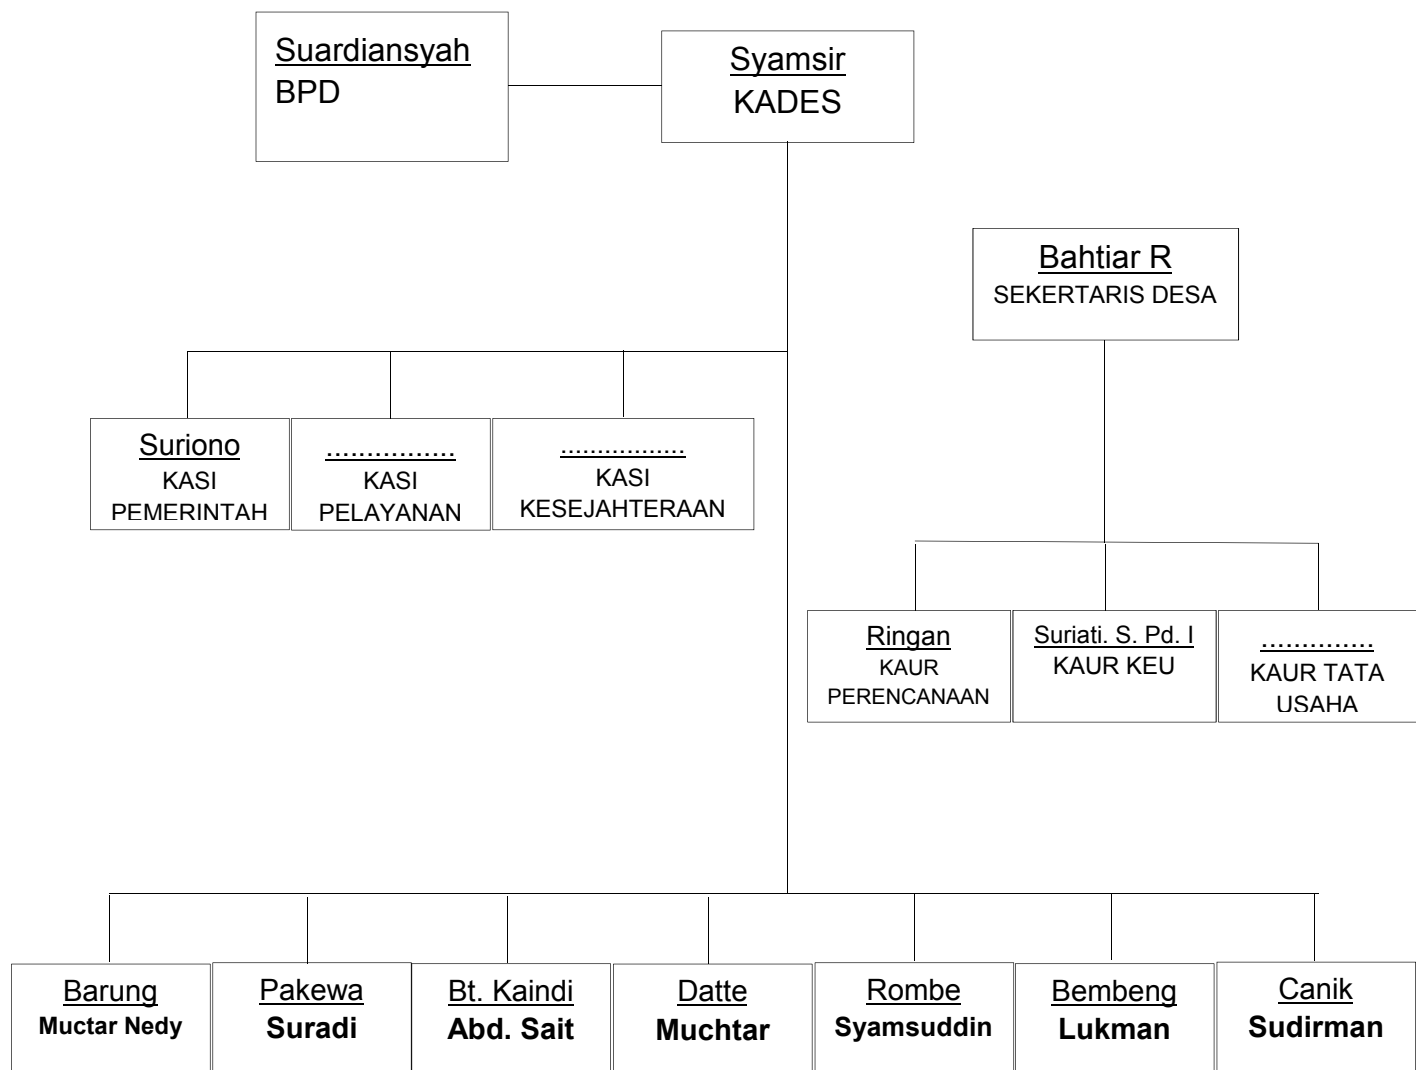 Suardiansyah
BPD
Syamsir
KADES
Bahtiar R
SEKERTARIS DESA
Suriono
KASI
PEMERINTAH
................
KASI
PELAYANAN
.................
KASI
KESEJAHTERAAN
Ringan
KAUR
PERENCANAAN
Suriati. S. Pd. I
KAUR KEU
..............
KAUR TATA
USAHA
Barung
Muctar Nedy
Pakewa
Suradi
Bt. Kaindi
Abd. Sait
Datte
Muchtar
Rombe
Syamsuddin
Bembeng
Lukman
Canik
Sudirman